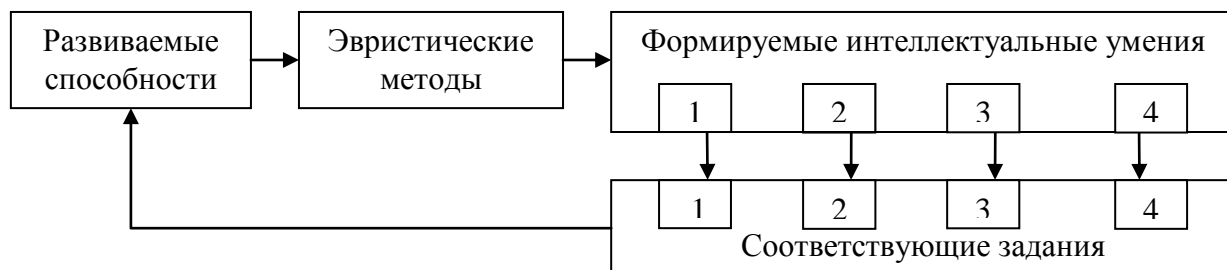 Развиваемые
способности
Эвристические
методы
Формируемые интеллектуальные умения
1 2 3 4
1 2 3 4
Соответствующие задания